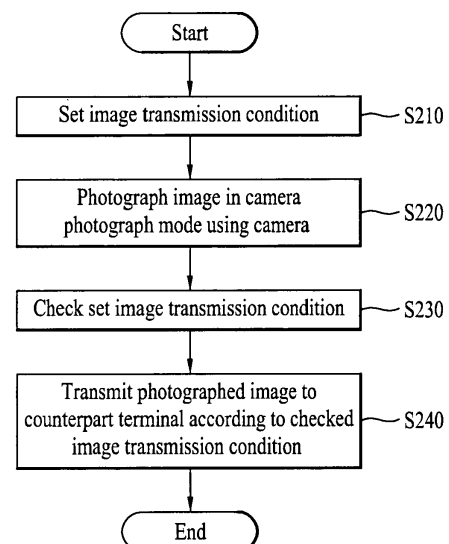 Start
Set image transmission condition
S210
Photograph image in camera
photograph mode using camera
S220
Check set image transmission condition
S230
Transmit photographed image to
counterpart terminal according to checked
image transmission condition
S240
End